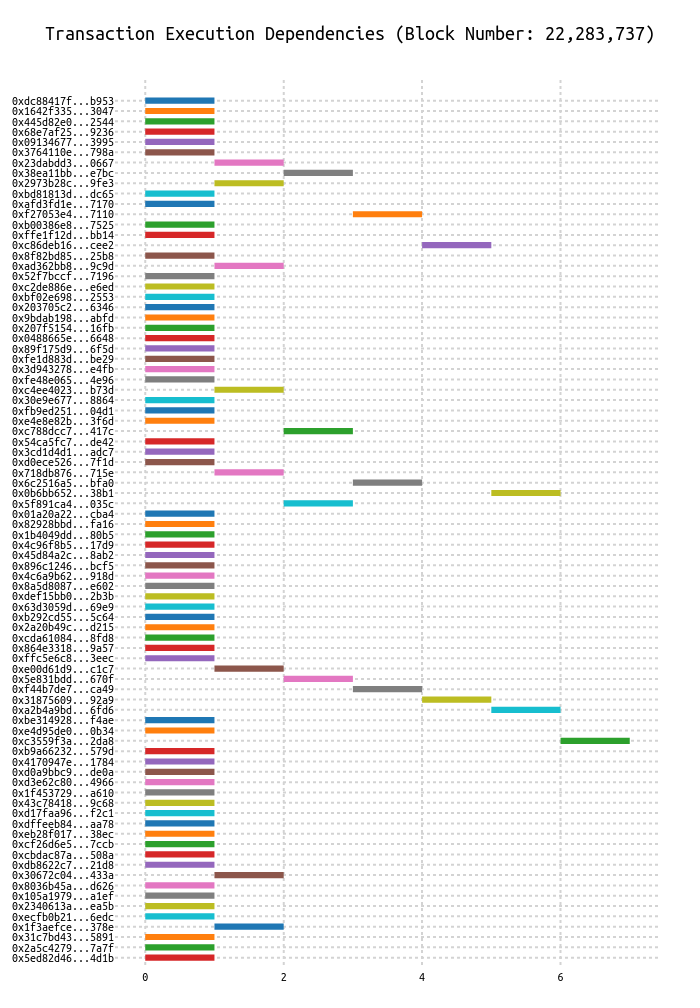 Transaction Execution Dependencies (Block Number: 22,283,737)
0xdc88417f...b953
0x1642f335...3047
0x445d82e0...2544
0x68e7af25...9236
0x09134677...3995
0x3764110e...798a
0x23dabdd3...0667
0x38ea11bb...e7bc
0x2973b28c...9fe3
0xbd81813d...dc65
0xafd3fd1e...7170
0xf27053e4...7110
0xb00386e8...7525
0xffe1f12d...bb14
0xc86deb16...cee2
0x8f82bd85...25b8
0xad362bb8...9c9d
0x52f7bccf...7196
0xc2de886e...e6ed
0xbf02e698...2553
0x203705c2...6346
0x9bdab198...abfd
0x207f5154...16fb
0x0488665e...6648
0x89f175d9...6f5d
0xfe1d883d...be29
0x3d943278...e4fb
0xfe48e065...4e96
0xc4ee4023...b73d
0x30e9e677...8864
0xfb9ed251...04d1
0xe4e8e82b...3f6d
0xc788dcc7...417c
0x54ca5fc7...de42
0x3cd1d4d1...adc7
0xd0ece526...7f1d
0x718db876...715e
0x6c2516a5...bfa0
0x0b6bb652...38b1
0x5f891ca4...035c
0x01a20a22...cba4
0x82928bbd...fa16
0x1b4049dd...80b5
0x4c96f8b5...17d9
0x45d84a2c...8ab2
0x896c1246...bcf5
0x4c6a9b62...918d
0x8a5d8087...e602
0xdef15bb0...2b3b
0x63d3059d...69e9
0xb292cd55...5c64
0x2a20b49c...d215
0xcda61084...8fd8
0x864e3318...9a57
0xffc5e6c8...3eec
0xe00d61d9...c1c7
0x5e831bdd...670f
0xf44b7de7...ca49
0x31875609...92a9
0xa2b4a9bd...6fd6
0xbe314928...f4ae
0xe4d95de0...0b34
0xc3559f3a...2da8
0xb9a66232...579d
0x4170947e...1784
0xd0a9bbc9...de0a
0xd3e62c80...4966
0x1f453729...a610
0x43c78418...9c68
0xd17faa96...f2c1
0xdffeeb84...aa78
0xeb28f017...38ec
0xcf26d6e5...7ccb
0xcbdac87a...508a
0xdb8622c7...21d8
0x30672c04...433a
0x8036b45a...d626
0x105a1979...a1ef
0x2340613a...ea5b
0xecfb0b21...6edc
0x1f3aefce...378e
0x31c7bd43...5891
0x2a5c4279...7a7f
0x5ed82d46...4d1b
0 2 4 6